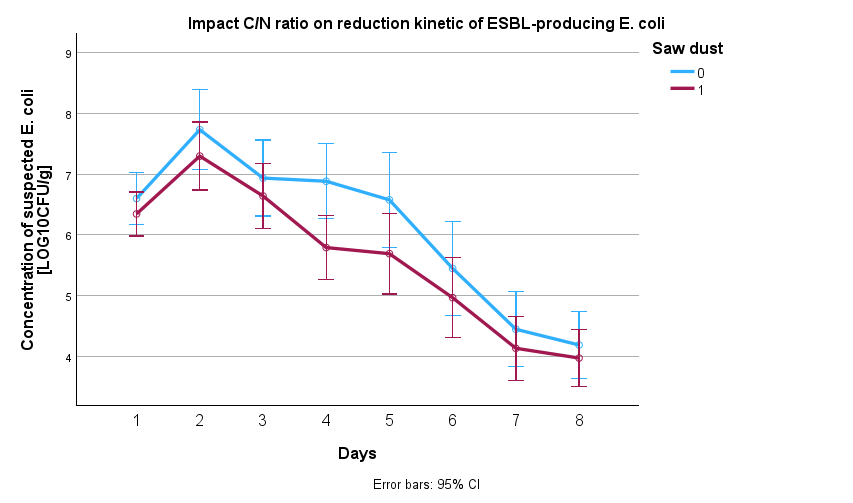 Impact C/N ratio on reduction kinetic of ESBL-producing E. coli
Saw dust
0
1
Concentration of suspected E. coli
[LOG10CFU/g]
9
8
7
6
5
4
1 2 3 4 5 6 7 8
Days
Error bars: 95% CI